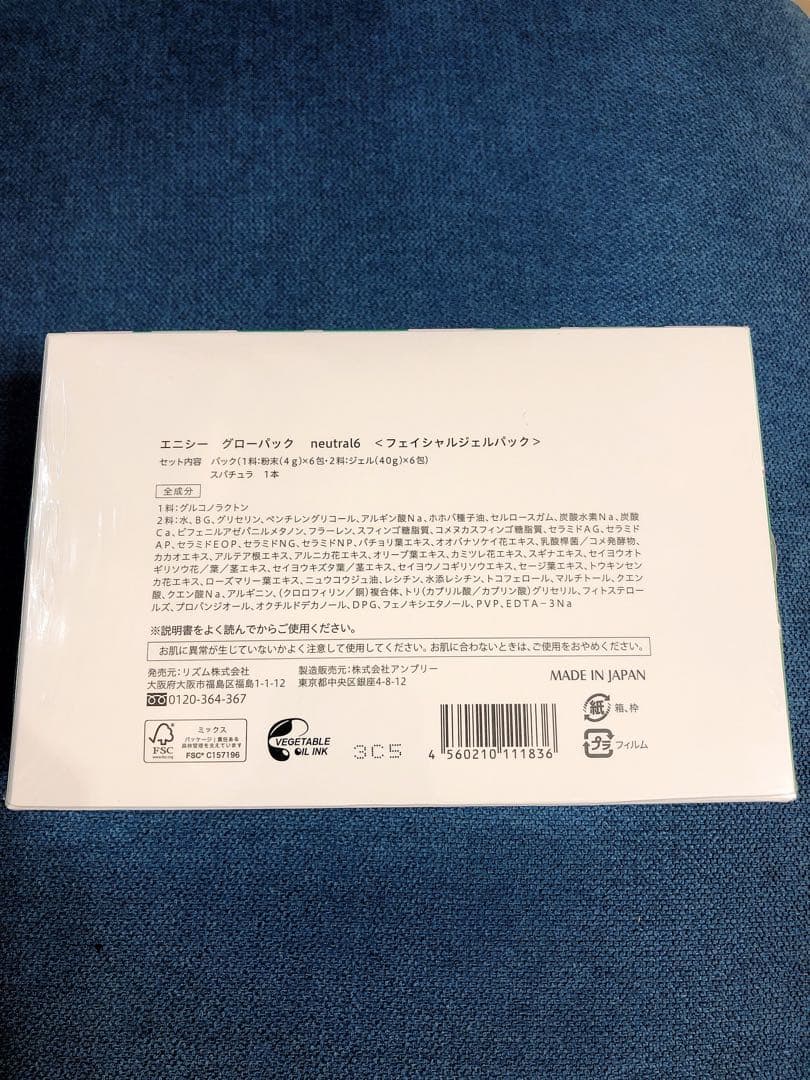 エニシー　グローパック　neutral6　＜フェイシャルジェルパック＞
セット内容　パック(1料:粉末(4g)×6包・2料:ジェル(40g)×6包)
スパチュラ　1本
全成分
1料:グルコノラクトン
2料:水、BG、グリセリン、ペンチレングリコール、アルギン酸Na、ホホバ種子油、セルロースガム、炭酸水素Na、炭酸
Ca、ビフェニルアゼパニルメタノン、フラーレン、スフィンゴ糖脂質、コメヌカスフィンゴ糖脂質、セラミドAG、セラミド
AP、セラミドEOP、セラミドNG、セラミドNP、パチョリ葉エキス、オオバナサケイ花エキス、乳酸桿菌／コメ発酵物、
カカオエキス、アルテア根エキス、アルニカ花エキス、オリーブ葉エキス、カミツレ花エキス、スギナエキス、セイヨウオト
ギリソウ花／葉／茎エキス、セイヨウキズタ葉／茎エキス、セイヨウノコギリソウエキス、セージ葉エキス、トウキンセン
カ花エキス、ローズマリー葉エキス、ニュウコウジュ油、レシチン、水添レシチン、トコフェロール、マルチトール、クエン
酸、クエン酸Na、アルギニン、(クロロフィリン／銅)複合体、トリ(カプリル酸／カプリン酸)グリセリル、フィトステロー
ルズ、プロパンジオール、オクチルドデカノール、DPG、フェノキシエタノール、PVP、EDTA－3Na
※説明書をよく読んでからご使用ください。
お肌に異常が生じていないかよく注意して使用してください。お肌に合わないときは、ご使用をおやめください。
発売元:リズム株式会社　製造販売元:株式会社アンプリー
大阪府大阪市福島区福島1-1-12　東京都中央区銀座4-8-12
0120-364-367
MADE IN JAPAN
FSC
www.fsc.org
ミックス
パッケージ|責任ある
森林管理を支えています
FSC® C157196
VEGETABLE
OIL INK
3C5
4 560210 111836
紙 箱、枠
プラ フィルム